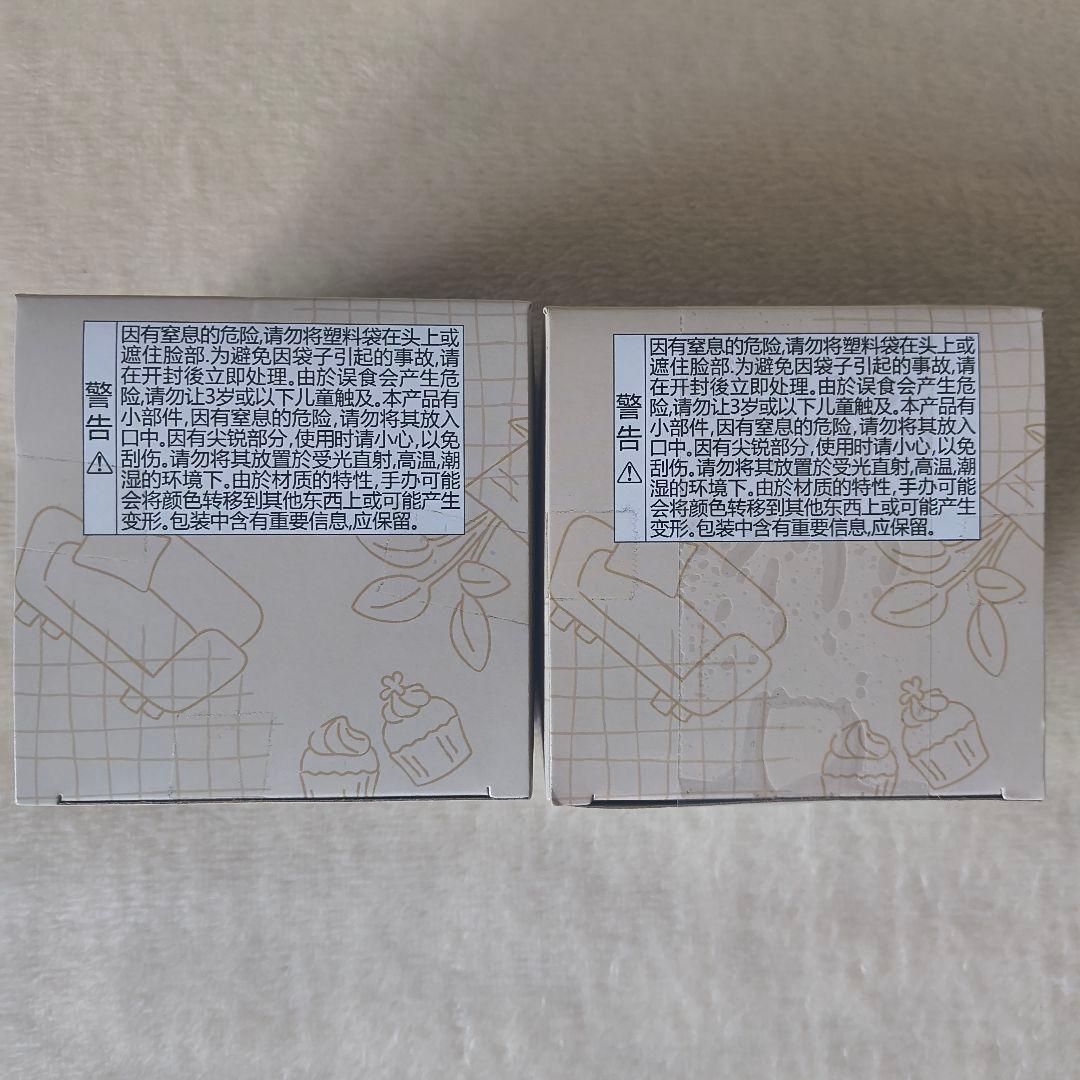 警告
因有窒息的危险,请勿将塑料袋在头上或
遮住脸部.为避免因袋子引起的事故,请
在开封後立即处理。由於误食会产生危
险,请勿让3岁或以下儿童触及。本产品有
小部件,因有窒息的危险,请勿将其放入
口中。因有尖锐部分,使用时请小心,以免
刮伤。请勿将其放置於受光直射,高温,潮
湿的环境下。由於材质的特性,手办可能
会将颜色转移到其他东西上或可能产生
变形。包装中含有重要信息,应保留。
警告
因有窒息的危险,请勿将塑料袋在头上或
遮住脸部.为避免因袋子引起的事故,请
在开封後立即处理。由於误食会产生危
险,请勿让3岁或以下儿童触及。本产品有
小部件,因有窒息的危险,请勿将其放入
口中。因有尖锐部分,使用时请小心,以免
刮伤。请勿将其放置於受光直射,高温,潮
湿的环境下。由於材质的特性,手办可能
会将颜色转移到其他东西上或可能产生
变形。包装中含有重要信息,应保留。